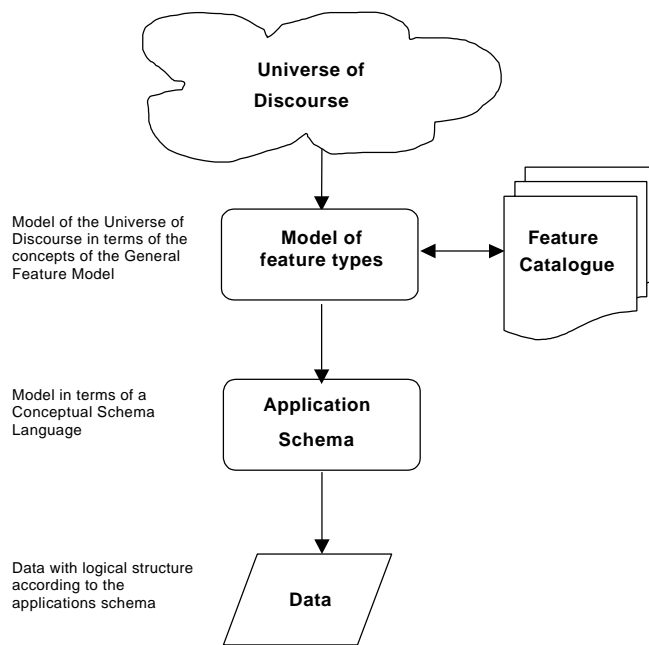 Universe of
Discourse
Model of the Universe of
Discourse in terms of the
concepts of the General
Feature Model
Model of
feature types
Feature
Catalogue
Model in terms of a
Conceptual Schema
Language
Application
Schema
Data with logical structure
according to the
applications schema
Data